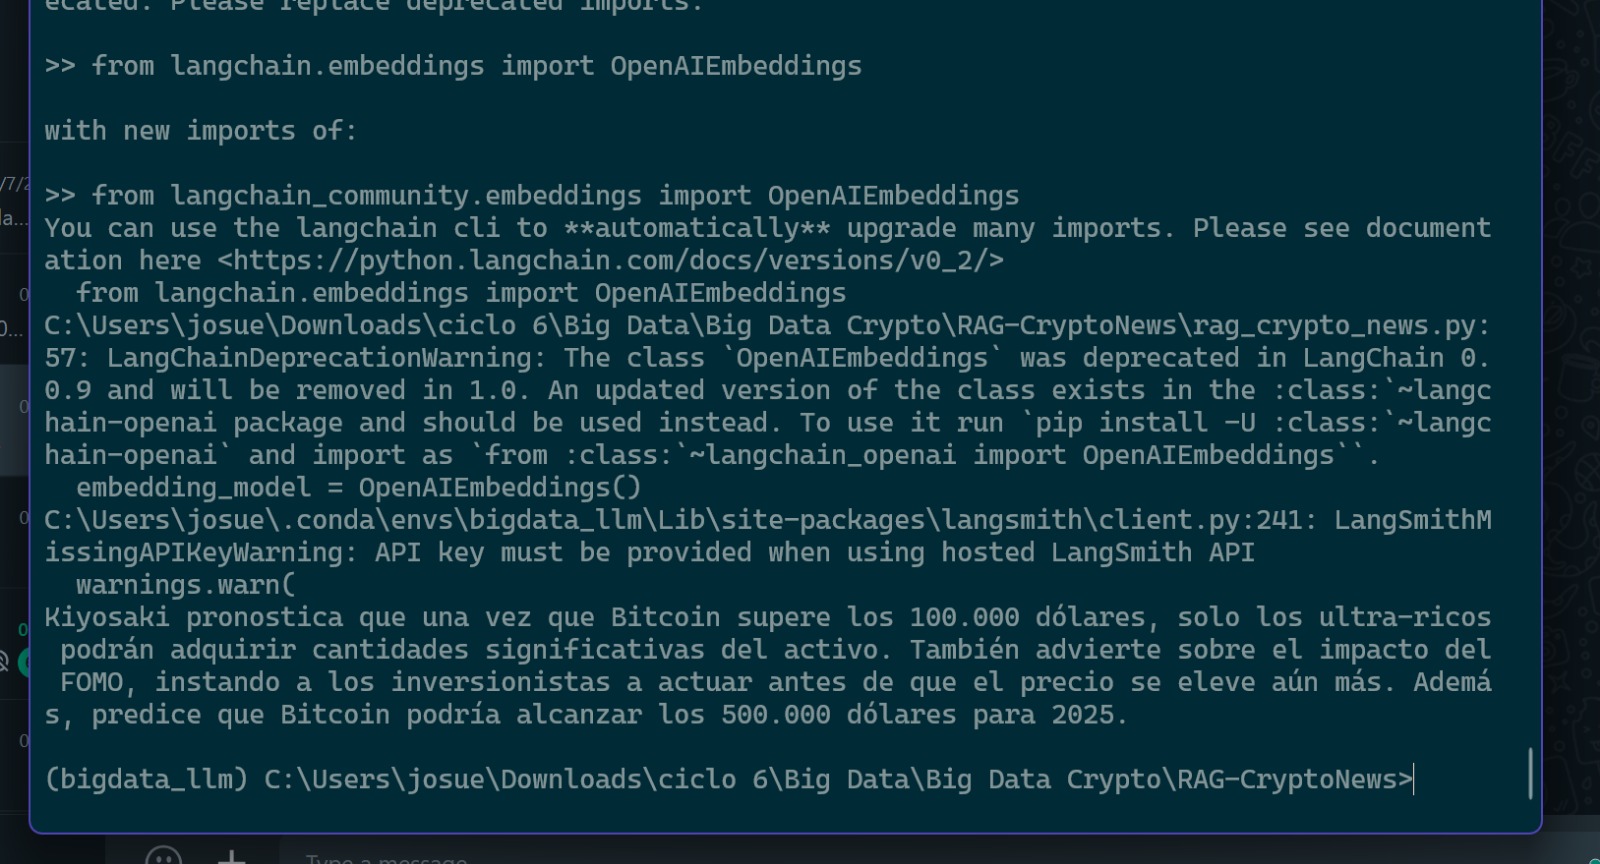 ecated. Please replace deprecated imports.
>> from langchain.embeddings import OpenAIEmbeddings
with new imports of:
>> from langchain_community.embeddings import OpenAIEmbeddings
You can use the langchain cli to **automatically** upgrade many imports. Please see document
ation here <https://python.langchain.com/docs/versions/v0_2/>
  from langchain.embeddings import OpenAIEmbeddings
C:\Users\josue\Downloads\ciclo 6\Big Data\Big Data Crypto\RAG-CryptoNews\rag_crypto_news.py:
57: LangChainDeprecationWarning: The class `OpenAIEmbeddings` was deprecated in LangChain 0.
0.9 and will be removed in 1.0. An updated version of the class exists in the :class:`~langc
hain-openai package and should be used instead. To use it run `pip install -U :class:`~langc
hain-openai` and import as `from :class:`~langchain_openai import OpenAIEmbeddings``.
  embedding_model = OpenAIEmbeddings()
C:\Users\josue\.conda\envs\bigdata_llm\Lib\site-packages\langsmith\client.py:241: LangSmithM
issingAPIKeyWarning: API key must be provided when using hosted LangSmith API
  warnings.warn(
Kiyosaki pronostica que una vez que Bitcoin supere los 100.000 dólares, solo los ultra-ricos
 podrán adquirir cantidades significativas del activo. También advierte sobre el impacto del
 FOMO, instando a los inversionistas a actuar antes de que el precio se eleve aún más. Ademá
s, predice que Bitcoin podría alcanzar los 500.000 dólares para 2025.
(bigdata_llm) C:\Users\josue\Downloads\ciclo 6\Big Data\Big Data Crypto\RAG-CryptoNews>
Type a message